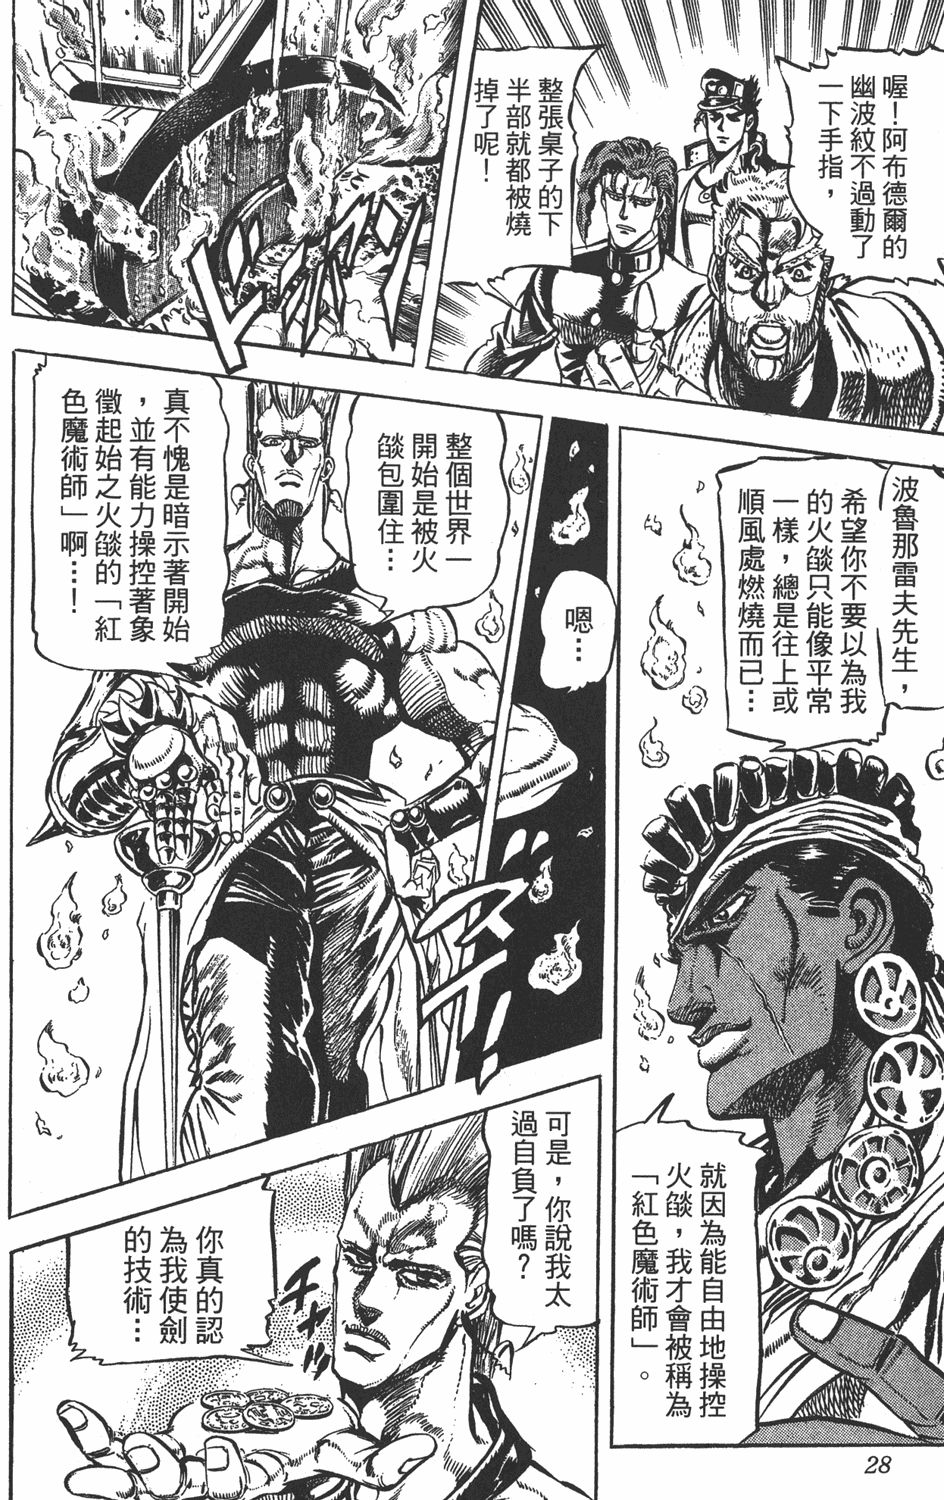 喔！阿布德爾的
幽波紋不過動了
一下手指，
整張桌子的下
半部就都被燒
掉了呢！
ドジババッ
波魯那雷夫先生，
希望你不要以為我
的火燄只能像平常
一樣，總是往上或
順風處燃燒而已…
就因為能自由地操控
火燄，我才會被稱為
「紅色魔術師」。
嗯…
整個世界一
開始是被火
燄包圍住…
真不愧是暗示著開始
，並有能力操控著象
徵起始之火燄的「紅
色魔術師」啊…！
可是，你說我太
過自負了嗎？
チャッ
你真的認
為我使劍
的技術…
28